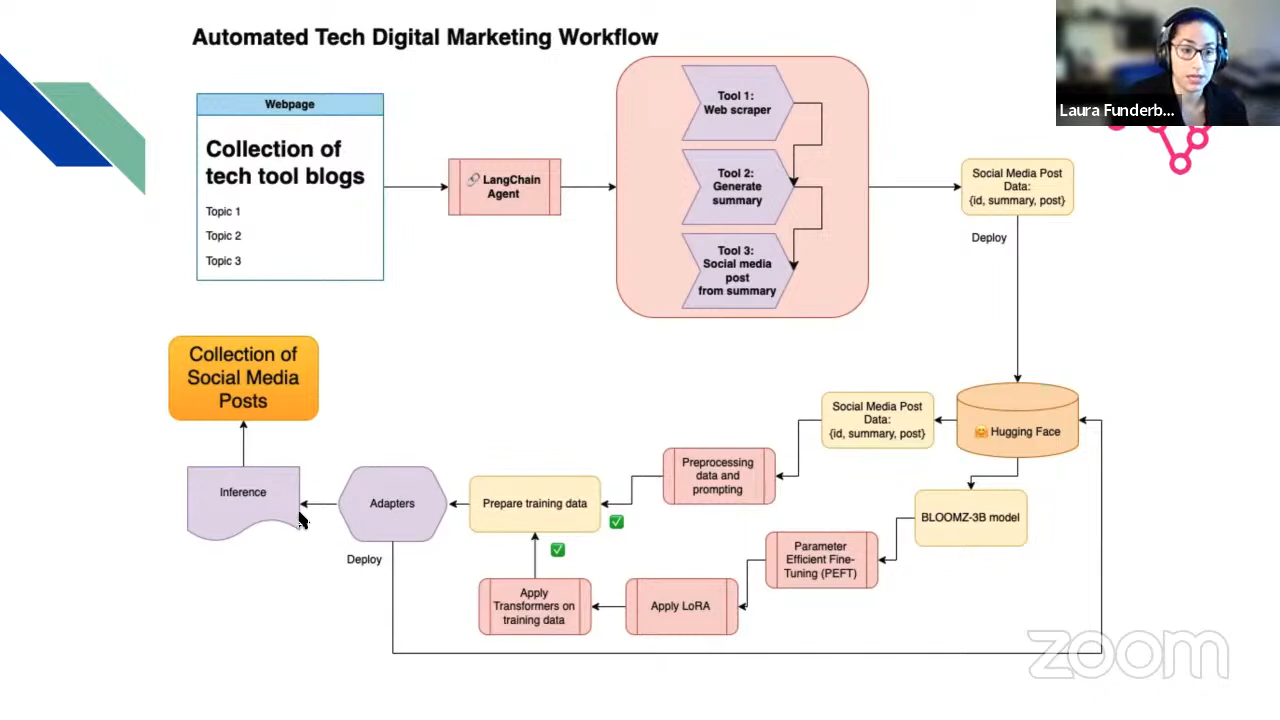 Automated Tech Digital Marketing Workflow
Laura Funderb...
Webpage
Collection of
tech tool blogs
Topic 1
Topic 2
Topic 3
LangChain
Agent
Tool 1:
Web scraper
Tool 2:
Generate
summary
Tool 3:
Social media
post
from summary
Social Media Post
Data:
{id, summary, post}
Deploy
Collection of
Social Media
Posts
Inference
Adapters
Deploy
Prepare training data
Preprocessing
data and
prompting
Social Media Post
Data:
{id, summary, post}
Hugging Face
BLOOMZ-3B model
Parameter
Efficient Fine-
Tuning (PEFT)
Apply LoRA
Apply
Transformers on
training data
zoom